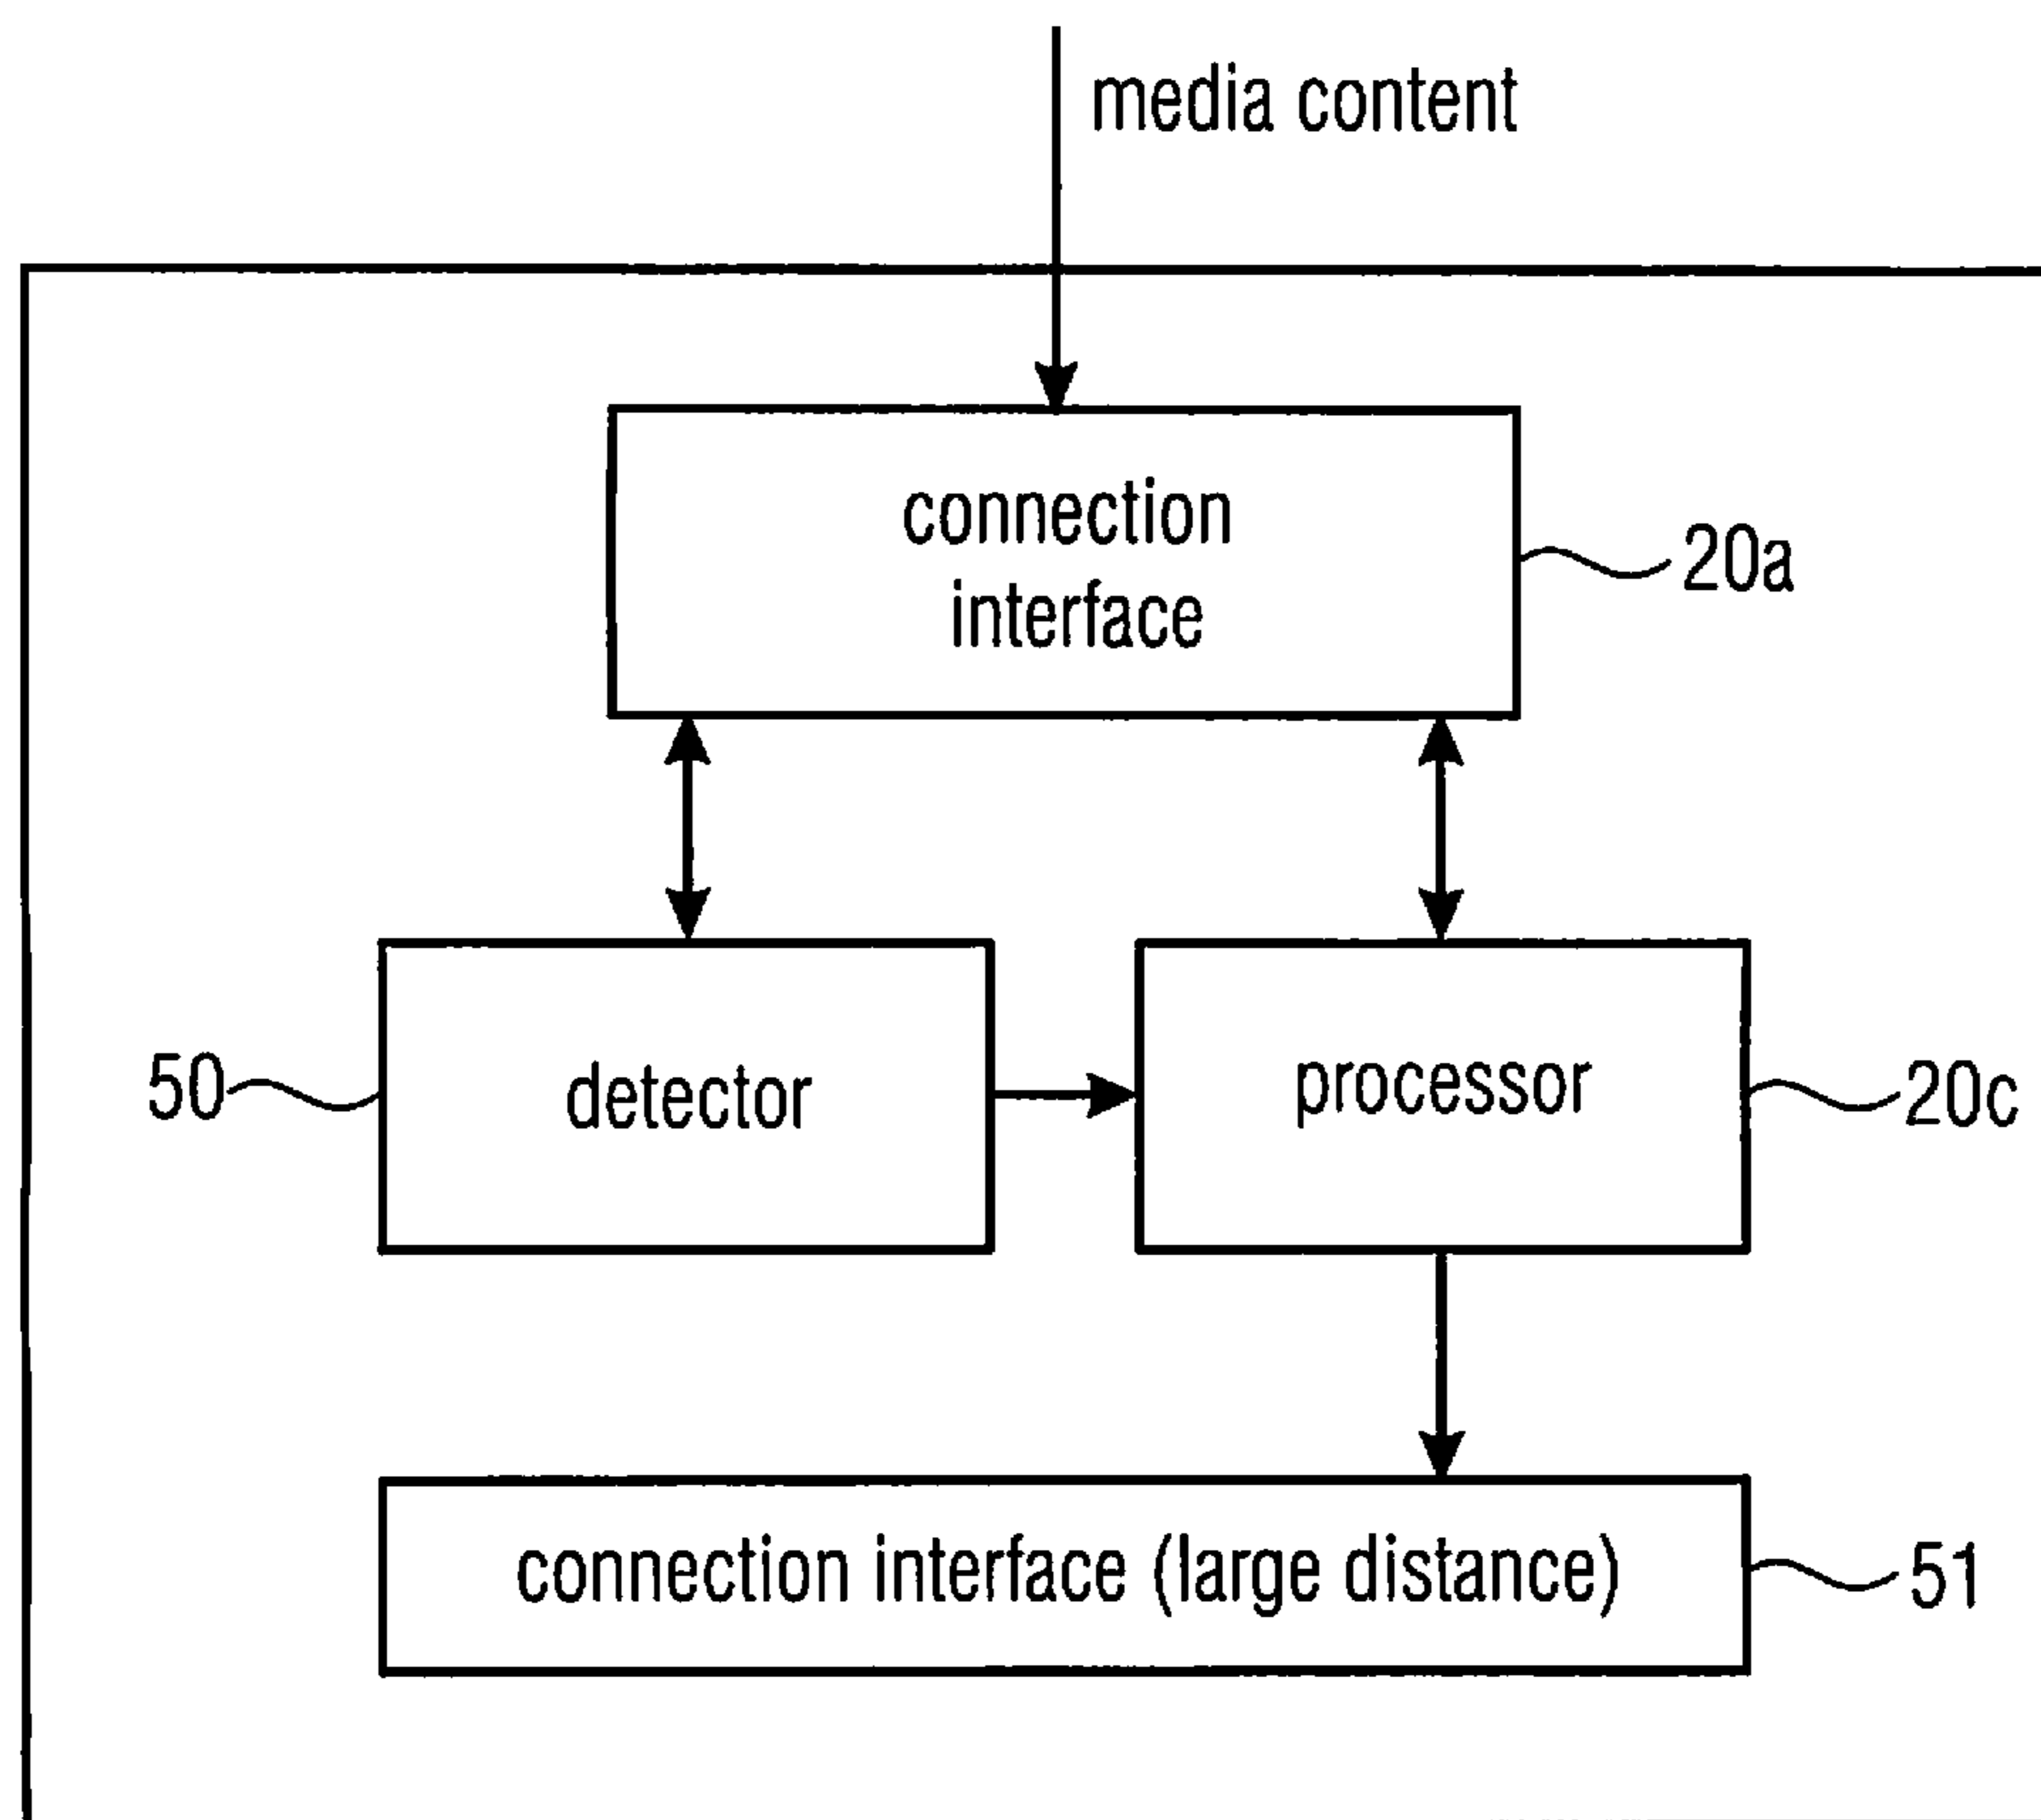 media content
connection
interface
20a
50
detector
processor
20c
connection interface (large distance)
51